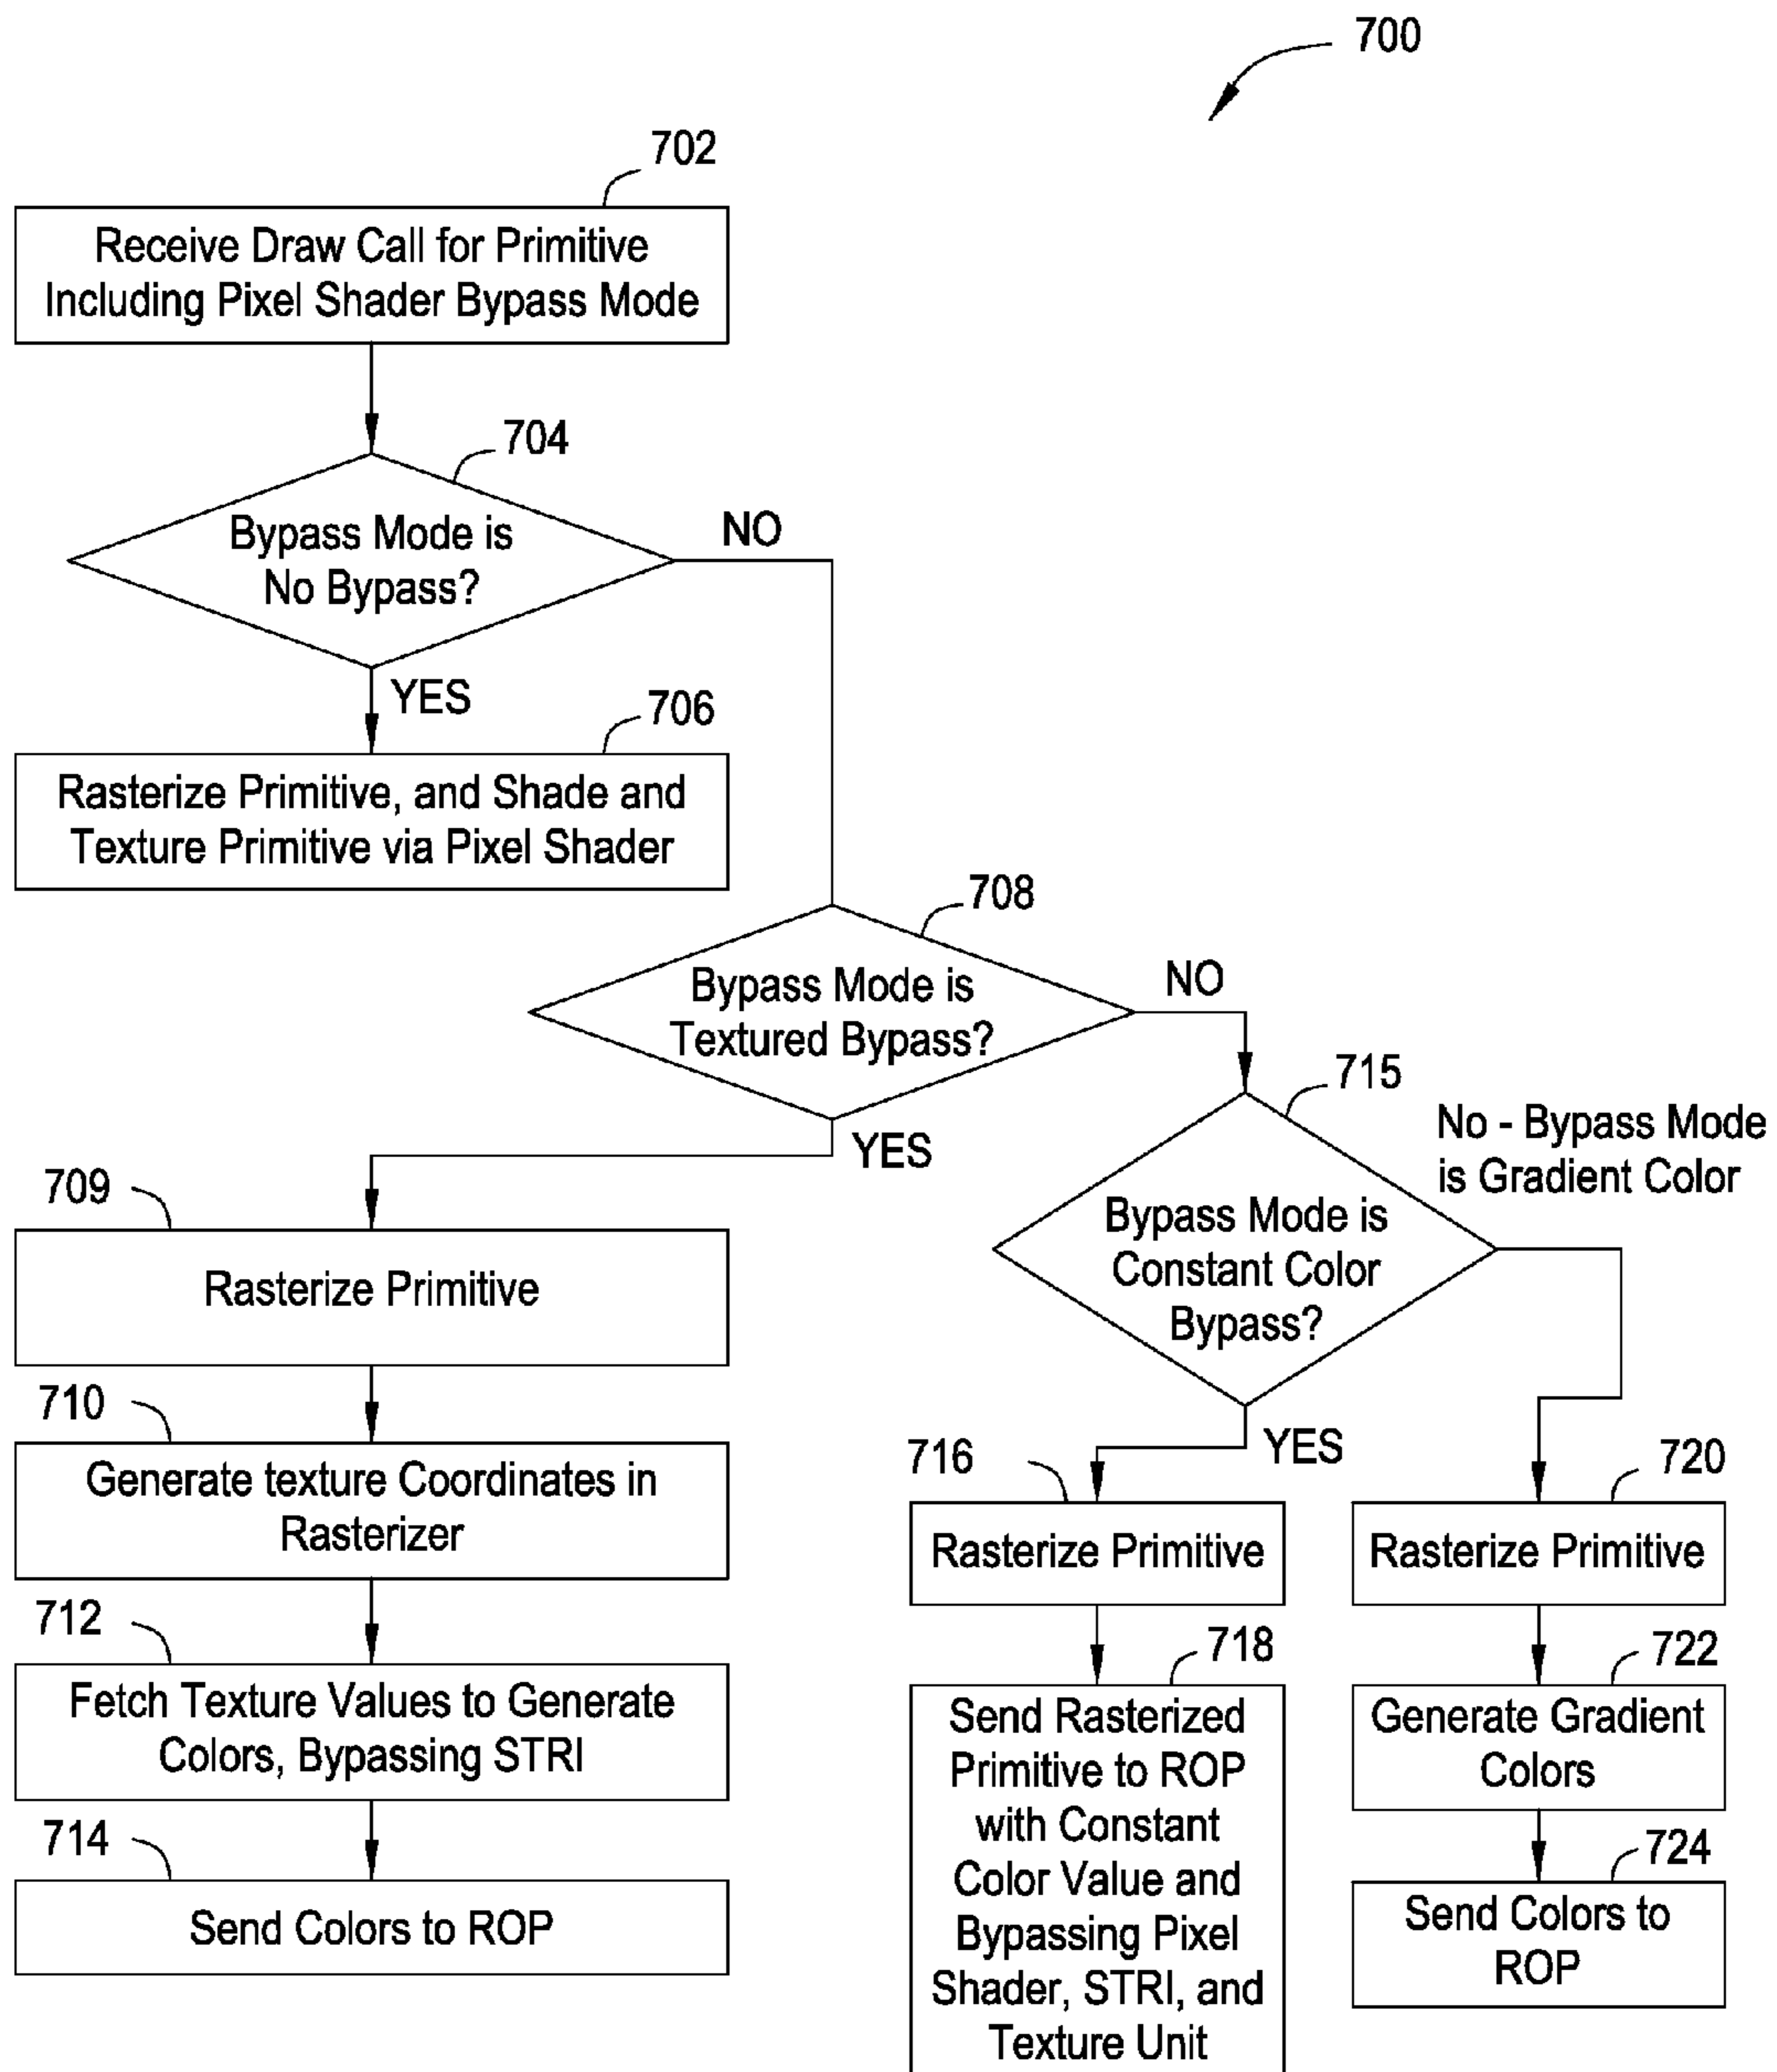 700
702
Receive Draw Call for Primitive
Including Pixel Shader Bypass Mode
704
Bypass Mode is
No Bypass?
NO
YES
706
Rasterize Primitive, and Shade and
Texture Primitive via Pixel Shader
708
Bypass Mode is
Textured Bypass?
NO
YES
709
Rasterize Primitive
710
Generate texture Coordinates in
Rasterizer
712
Fetch Texture Values to Generate
Colors, Bypassing STRI
714
Send Colors to ROP
715
Bypass Mode is
Constant Color
Bypass?
No - Bypass Mode
is Gradient Color
YES
716
Rasterize Primitive
718
Send Rasterized
Primitive to ROP
with Constant
Color Value and
Bypassing Pixel
Shader, STRI, and
Texture Unit
720
Rasterize Primitive
722
Generate Gradient
Colors
724
Send Colors to
ROP